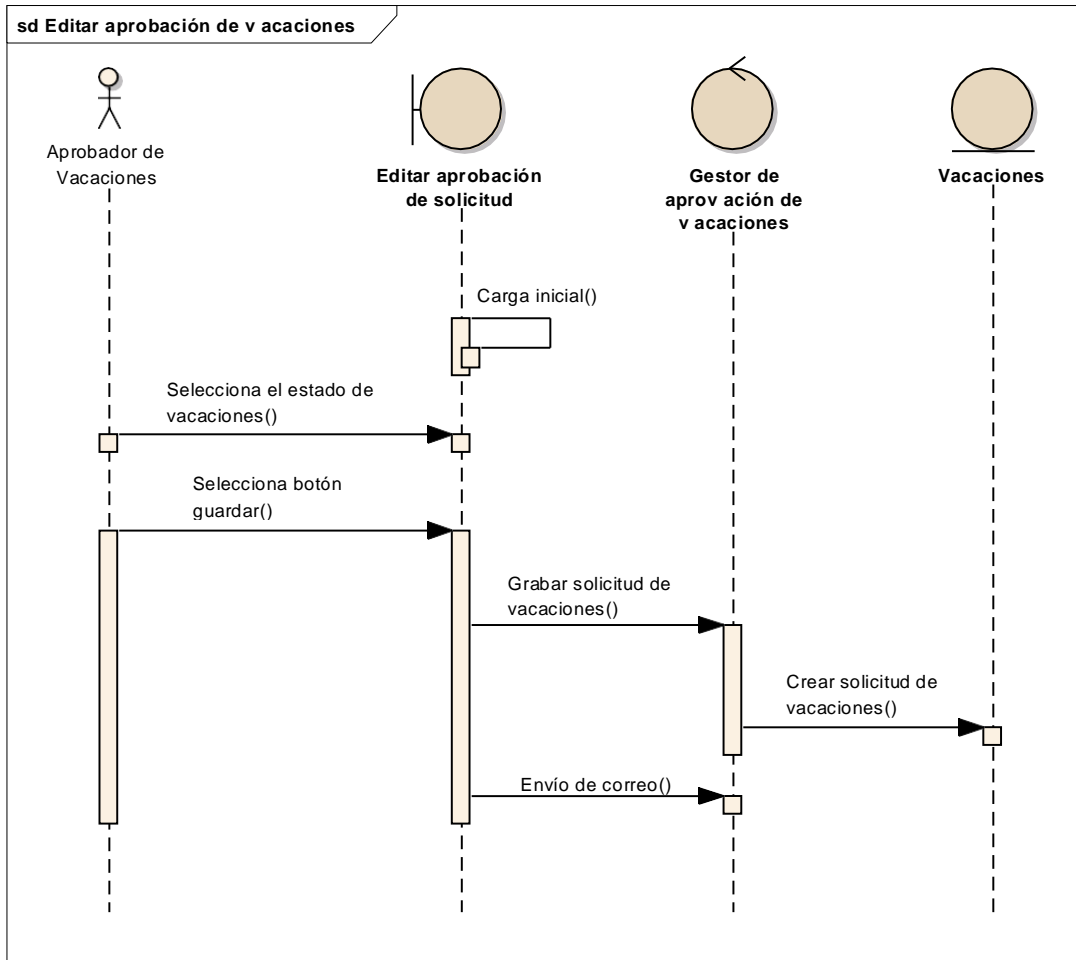 sd Editar aprobación de v acaciones
Aprobador de
Vacaciones
Editar aprobación
de solicitud
Gestor de
aprov ación de
v acaciones
Vacaciones
Carga inicial()
Selecciona el estado de
vacaciones()
Selecciona botón
guardar()
Grabar solicitud de
vacaciones()
Crear solicitud de
vacaciones()
Envío de correo()